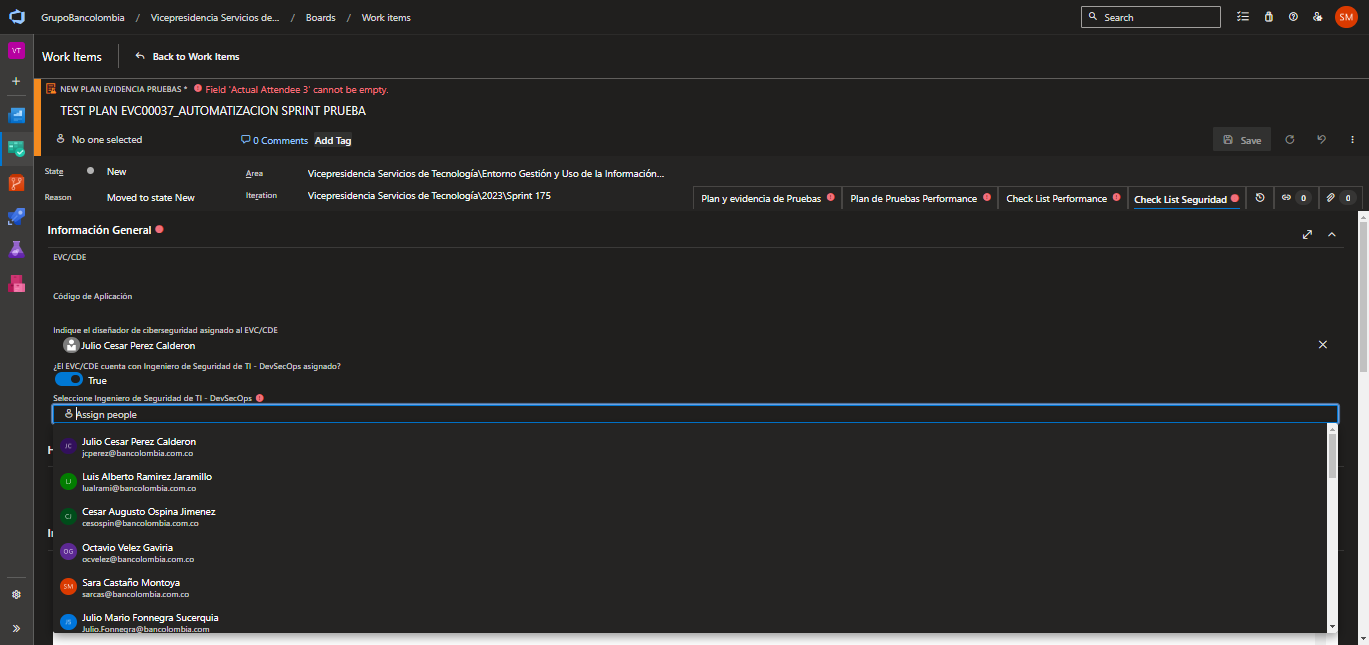 GrupoBancolombia / Vicepresidencia Servicios de... / Boards / Work items
Search
SM
VT
Work Items
Back to Work Items
NEW PLAN EVIDENCIA PRUEBAS * Field 'Actual Attendee 3' cannot be empty.
TEST PLAN EVC00037_AUTOMATIZACION SPRINT PRUEBA
No one selected
0 Comments
Add Tag
Save
State
New
Area
Vicepresidencia Servicios de Tecnología\Entorno Gestión y Uso de la Información...
Reason
Moved to state New
Iteration
Vicepresidencia Servicios de Tecnología\2023\Sprint 175
Plan y evidencia de Pruebas
Plan de Pruebas Performance
Check List Performance
Check List Seguridad
0
0
Información General
EVC/CDE
Código de Aplicación
Indique el diseñador de ciberseguridad asignado al EVC/CDE
Julio Cesar Perez Calderon
¿El EVC/CDE cuenta con Ingeniero de Seguridad de TI - DevSecOps asignado?
True
Seleccione Ingeniero de Seguridad de TI - DevSecOps
Assign people
JC
Julio Cesar Perez Calderon
jcperez@bancolombia.com.co
LJ
Luis Alberto Ramirez Jaramillo
lualrami@bancolombia.com.co
CJ
Cesar Augusto Ospina Jimenez
cesospin@bancolombia.com.co
OG
Octavio Velez Gaviria
ocvelez@bancolombia.com.co
SM
Sara Castaño Montoya
sarcas@bancolombia.com.co
JS
Julio Mario Fonnegra Sucerquia
Julio.Fonnegra@bancolombia.com